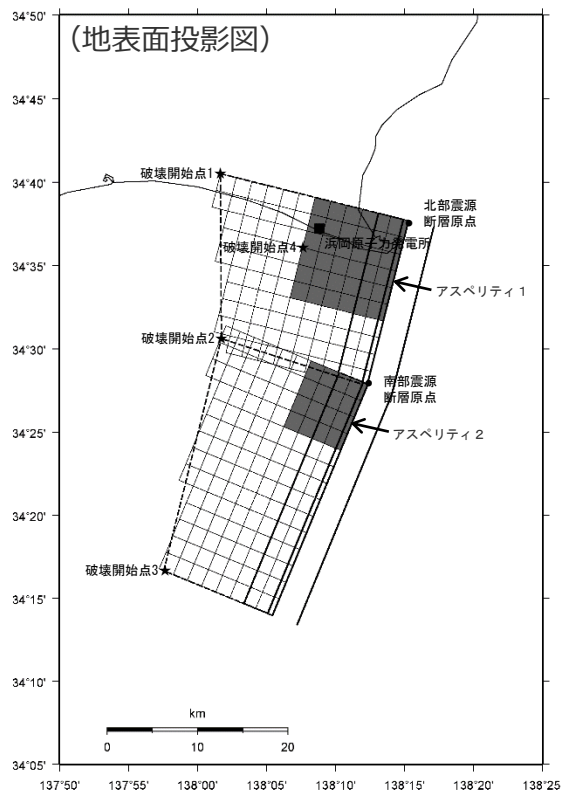 （地表面投影図）
34°50'
34°45'
34°40'
34°35'
34°30'
34°25'
34°20'
34°15'
34°10'
34°05'
破壊開始点1
北部震源
断層原点
破壊開始点4
浜岡原子力発電所
アスペリティ１
破壊開始点2
南部震源
断層原点
アスペリティ２
破壊開始点3
km
0 10 20
137°50' 137°55' 138°00' 138°05' 138°10' 138°15' 138°20' 138°25'